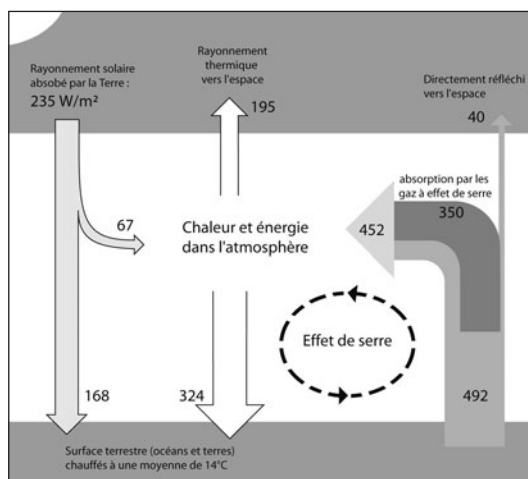 Rayonnement solaire
absobé par la Terre :
235 W/m²
Rayonnement
thermique
vers l'espace
195
Directement réfléchi
vers l'espace
40
absorption par les
gaz à effet de serre
350
67
Chaleur et énergie
dans l'atmosphère
452
Effet de serre
168
324
492
Surface terrestre (océans et terres)
chauffés à une moyenne de 14°C